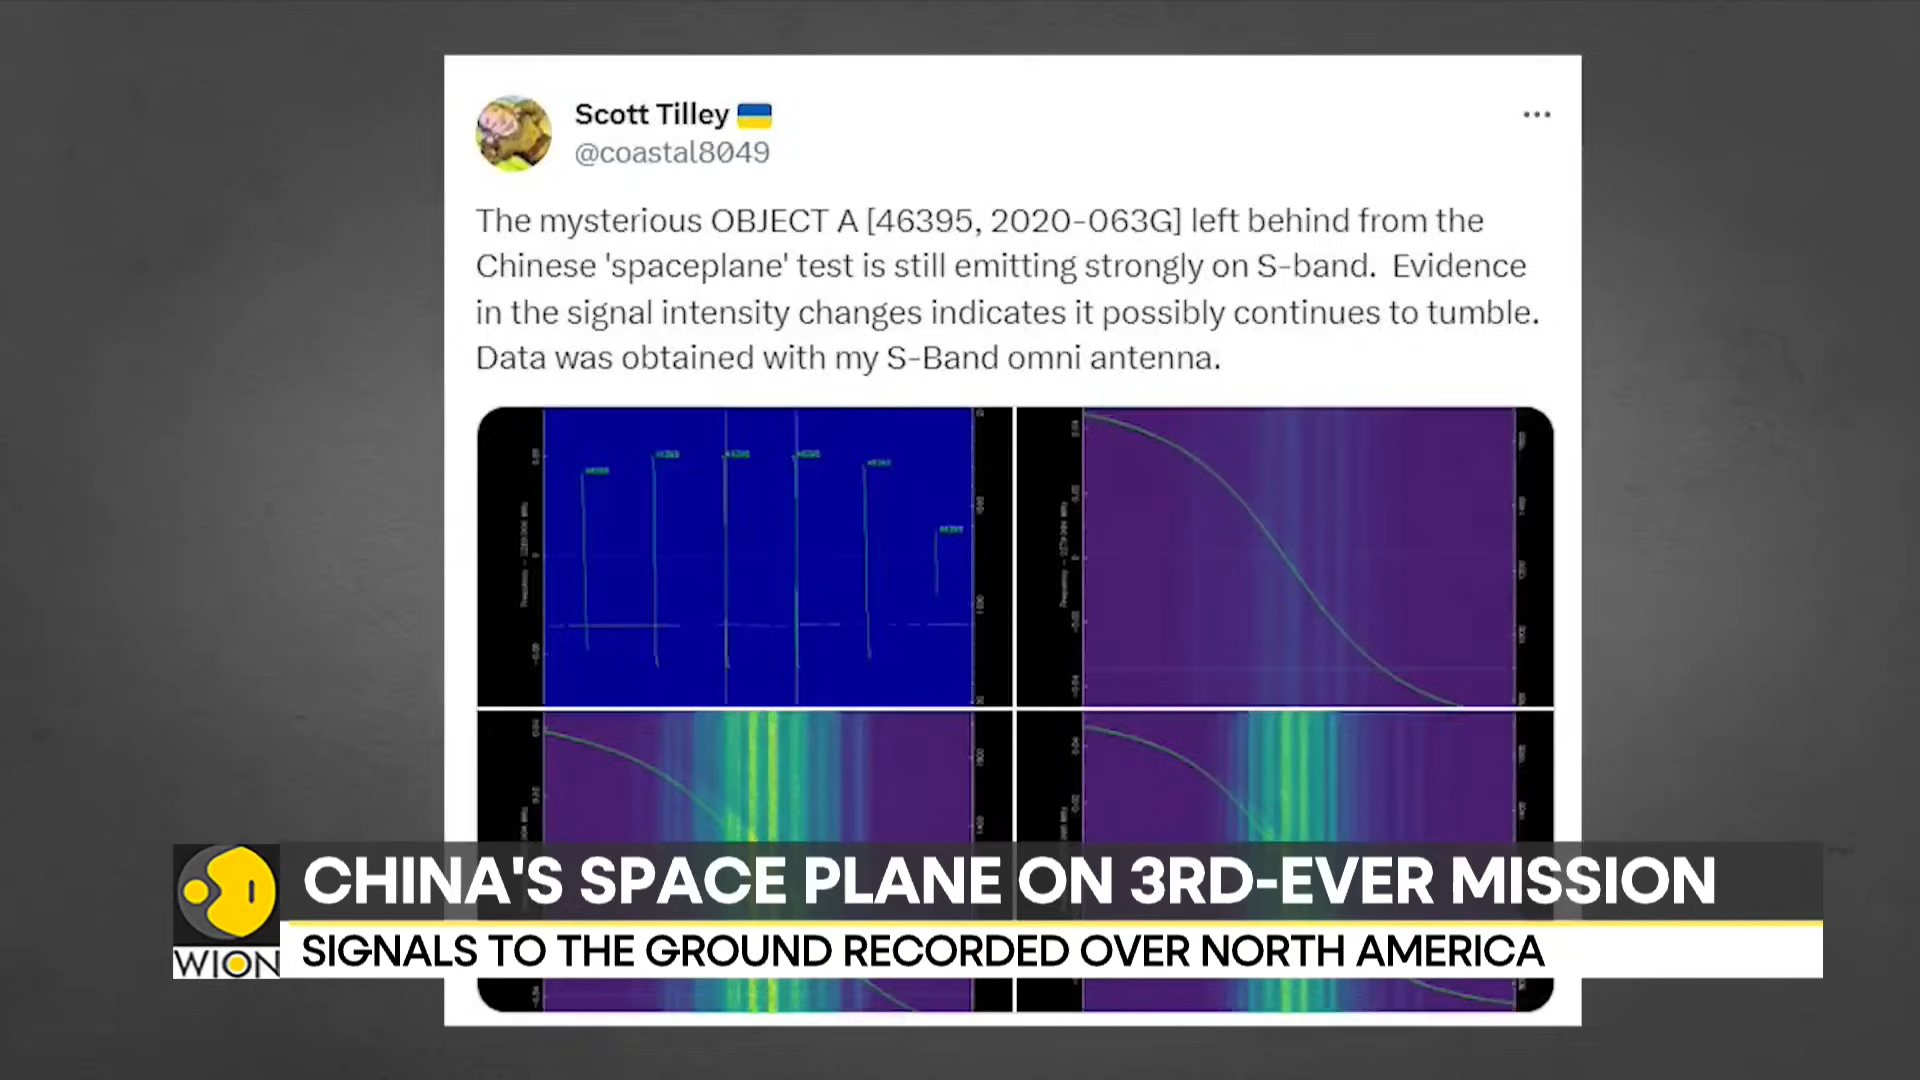 Scott Tilley
@coastal8049
The mysterious OBJECT A [46395, 2020-063G] left behind from the
Chinese 'spaceplane' test is still emitting strongly on S-band. Evidence
in the signal intensity changes indicates it possibly continues to tumble.
Data was obtained with my S-Band omni antenna.
CHINA'S SPACE PLANE ON 3RD-EVER MISSION
SIGNALS TO THE GROUND RECORDED OVER NORTH AMERICA
WION